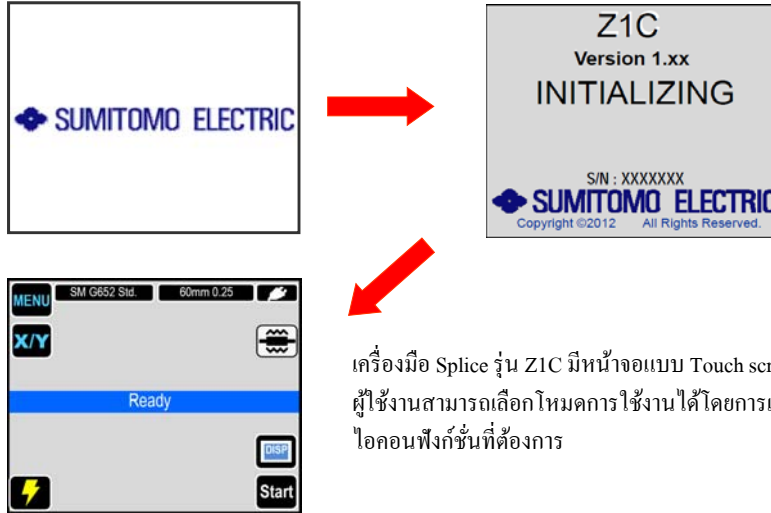 SUMITOMO ELECTRIC
Z1C
Version 1.xx
INITIALIZING
S/N : XXXXXXX
SUMITOMO ELECTRIC
Copyright ©2012 All Rights Reserved.
MENU SM G652 Std. 60mm 0.25
X/Y
Ready
DISP
Start
เครื่องมือ Splice รุ่น Z1C มีหน้าจอแบบ Touch scr
ผู้ใช้งานสามารถเลือกโหมดการใช้งานได้โดยการเ
ไอคอนฟังก์ชั่นที่ต้องการ